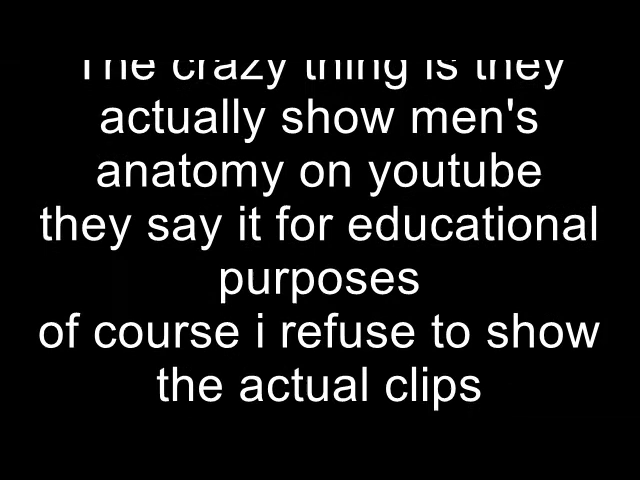 The crazy thing is they
actually show men's
anatomy on youtube
they say it for educational
purposes
of course i refuse to show
the actual clips